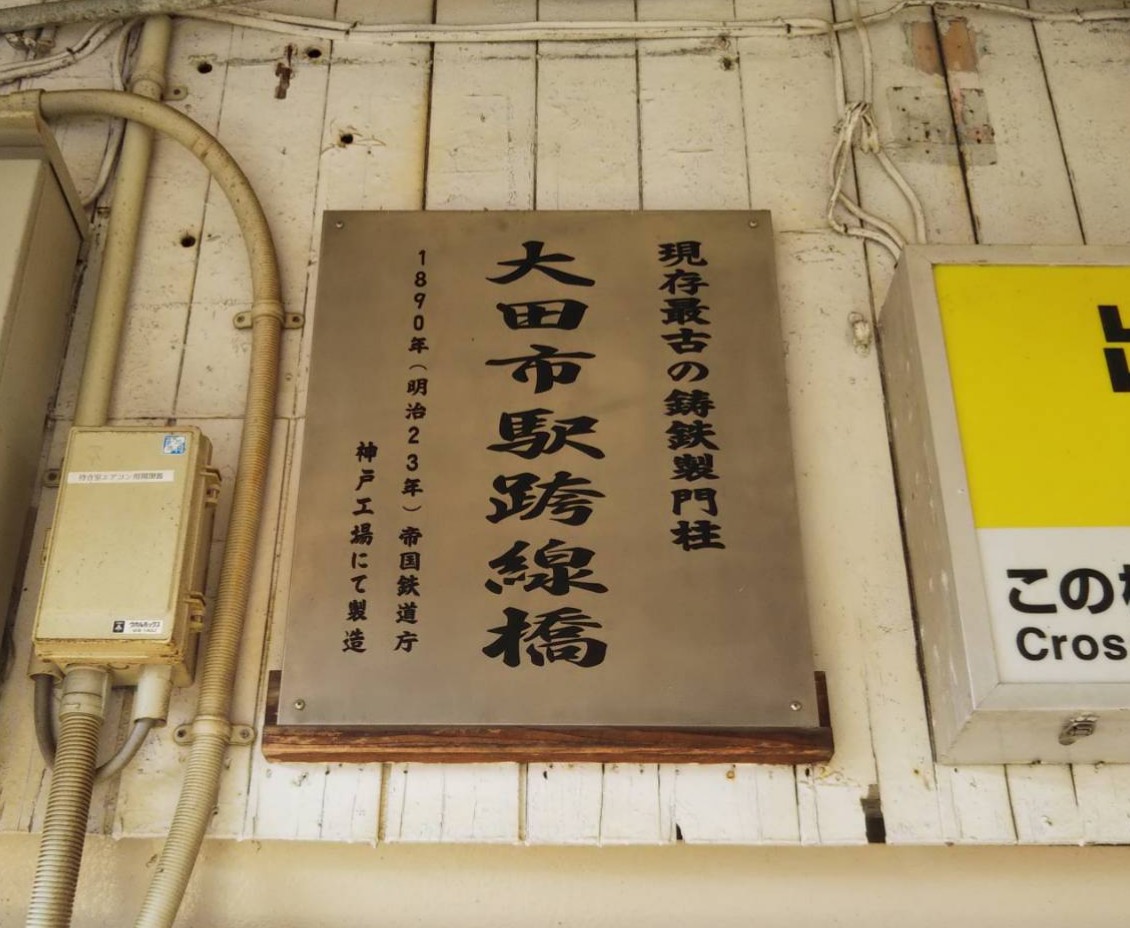 現存最古の鋳鉄製門柱
大田市駅跨線橋
1890年（明治23年）帝国鉄道庁
神戸工場にて製造
この
Cros